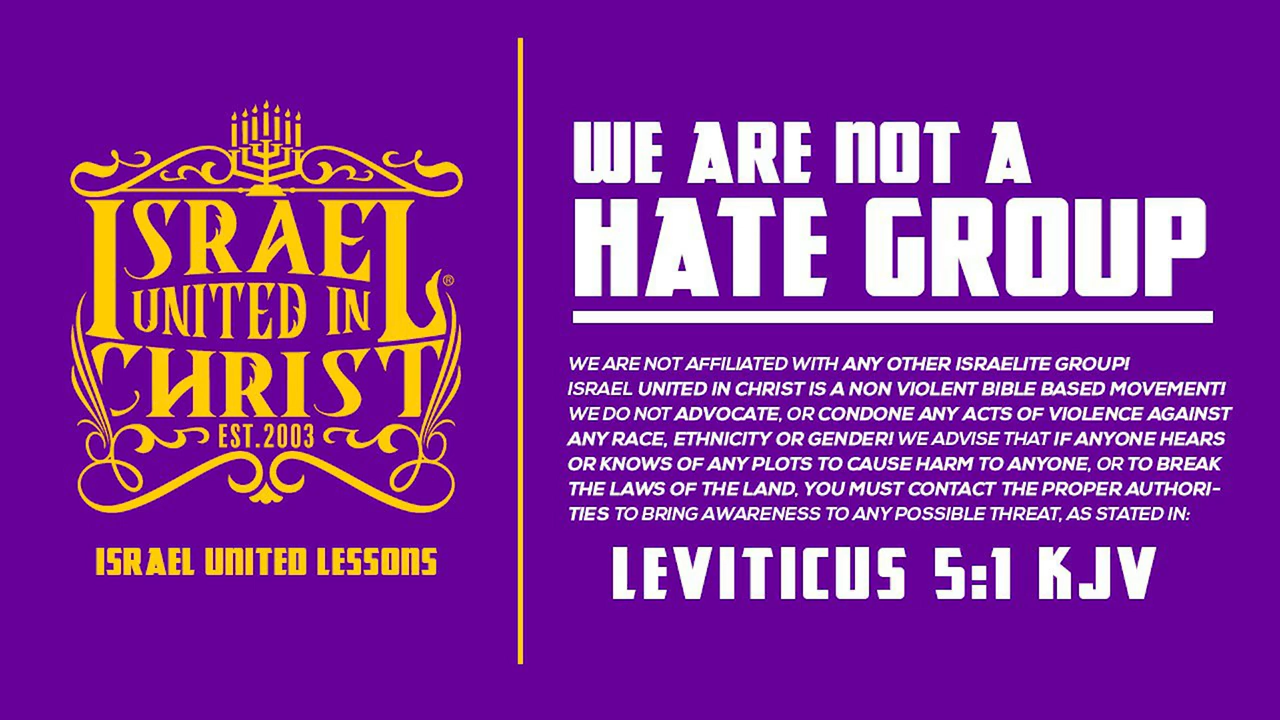 ISRAEL
UNITED IN
CHRIST
®
EST.2003
ISRAEL UNITED LESSONS
WE ARE NOT A
HATE GROUP
WE ARE NOT AFFILIATED WITH ANY OTHER ISRAELITE GROUP!
ISRAEL UNITED IN CHRIST IS A NON VIOLENT BIBLE BASED MOVEMENT!
WE DO NOT ADVOCATE, OR CONDONE ANY ACTS OF VIOLENCE AGAINST
ANY RACE, ETHNICITY OR GENDER! WE ADVISE THAT IF ANYONE HEARS
OR KNOWS OF ANY PLOTS TO CAUSE HARM TO ANYONE, OR TO BREAK
THE LAWS OF THE LAND, YOU MUST CONTACT THE PROPER AUTHORI-
TIES TO BRING AWARENESS TO ANY POSSIBLE THREAT, AS STATED IN:
LEVITICUS 5:1 KJV